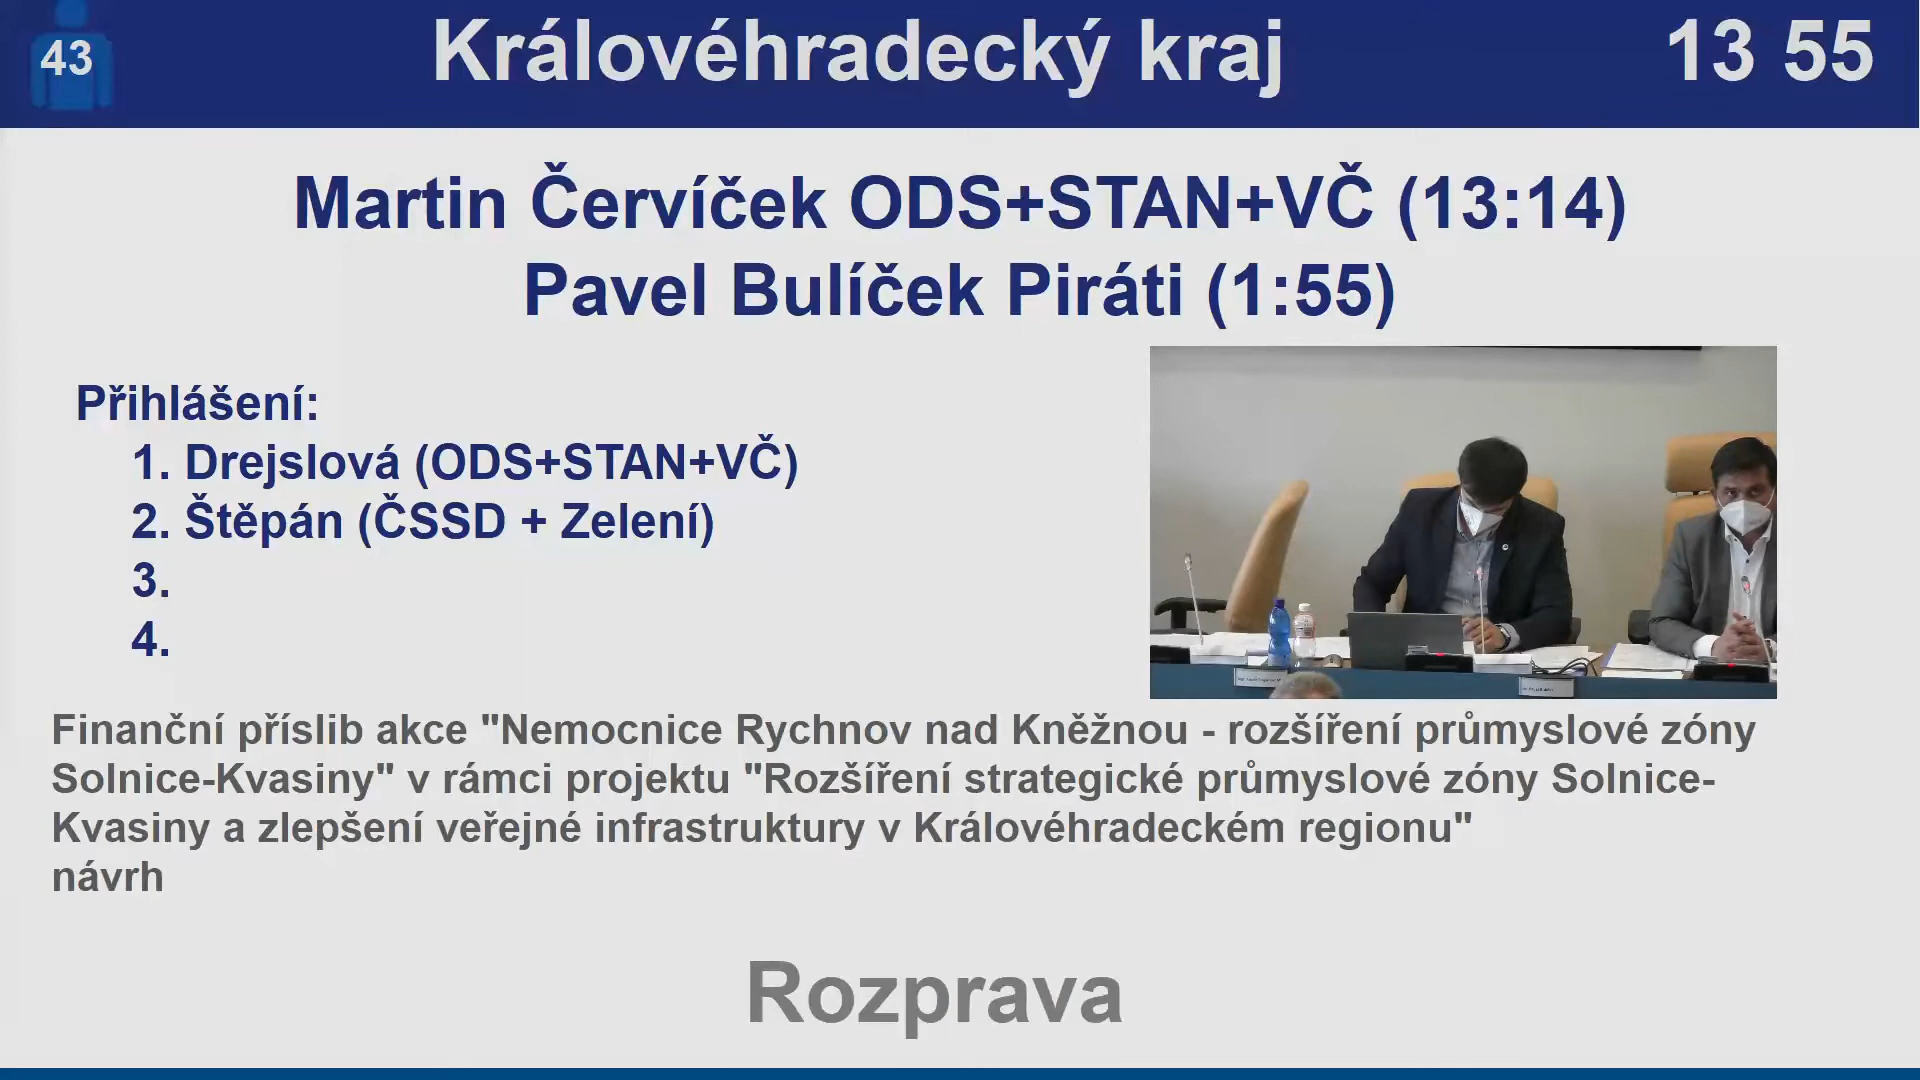 43
Královéhradecký kraj
13 55
Martin Červíček ODS+STAN+VČ (13:14)
Pavel Bulíček Piráti (1:55)
Přihlášení:
1. Drejslová (ODS+STAN+VČ)
2. Štěpán (ČSSD + Zelení)
3.
4.
Finanční příslib akce "Nemocnice Rychnov nad Kněžnou - rozšíření průmyslové zóny
Solnice-Kvasiny" v rámci projektu "Rozšíření strategické průmyslové zóny Solnice-
Kvasiny a zlepšení veřejné infrastruktury v Královéhradeckém regionu"
návrh
Rozprava